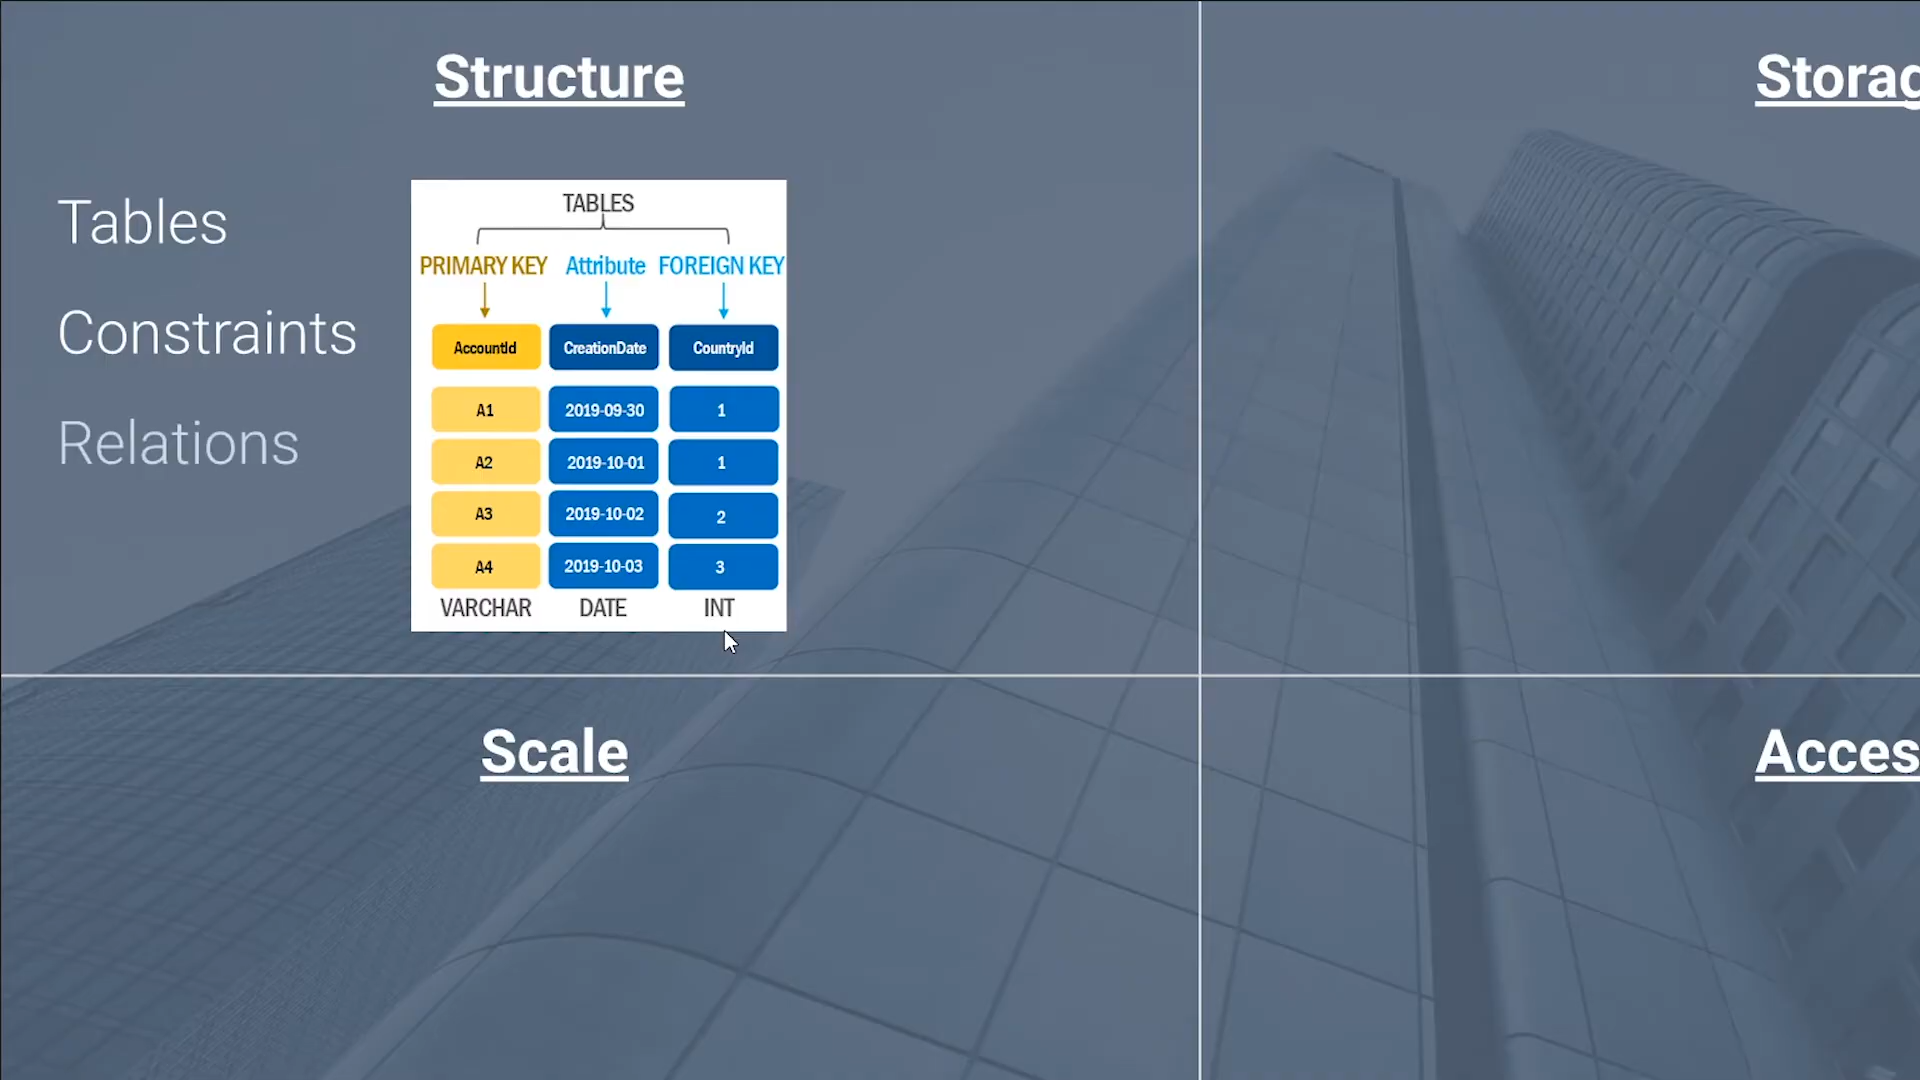 Structure
Storag
Tables
Constraints
Relations
TABLES
PRIMARY KEY Attribute FOREIGN KEY
AccountId CreationDate CountryId
A1 2019-09-30 1
A2 2019-10-01 1
A3 2019-10-02 2
A4 2019-10-03 3
VARCHAR DATE INT
Scale
Acces